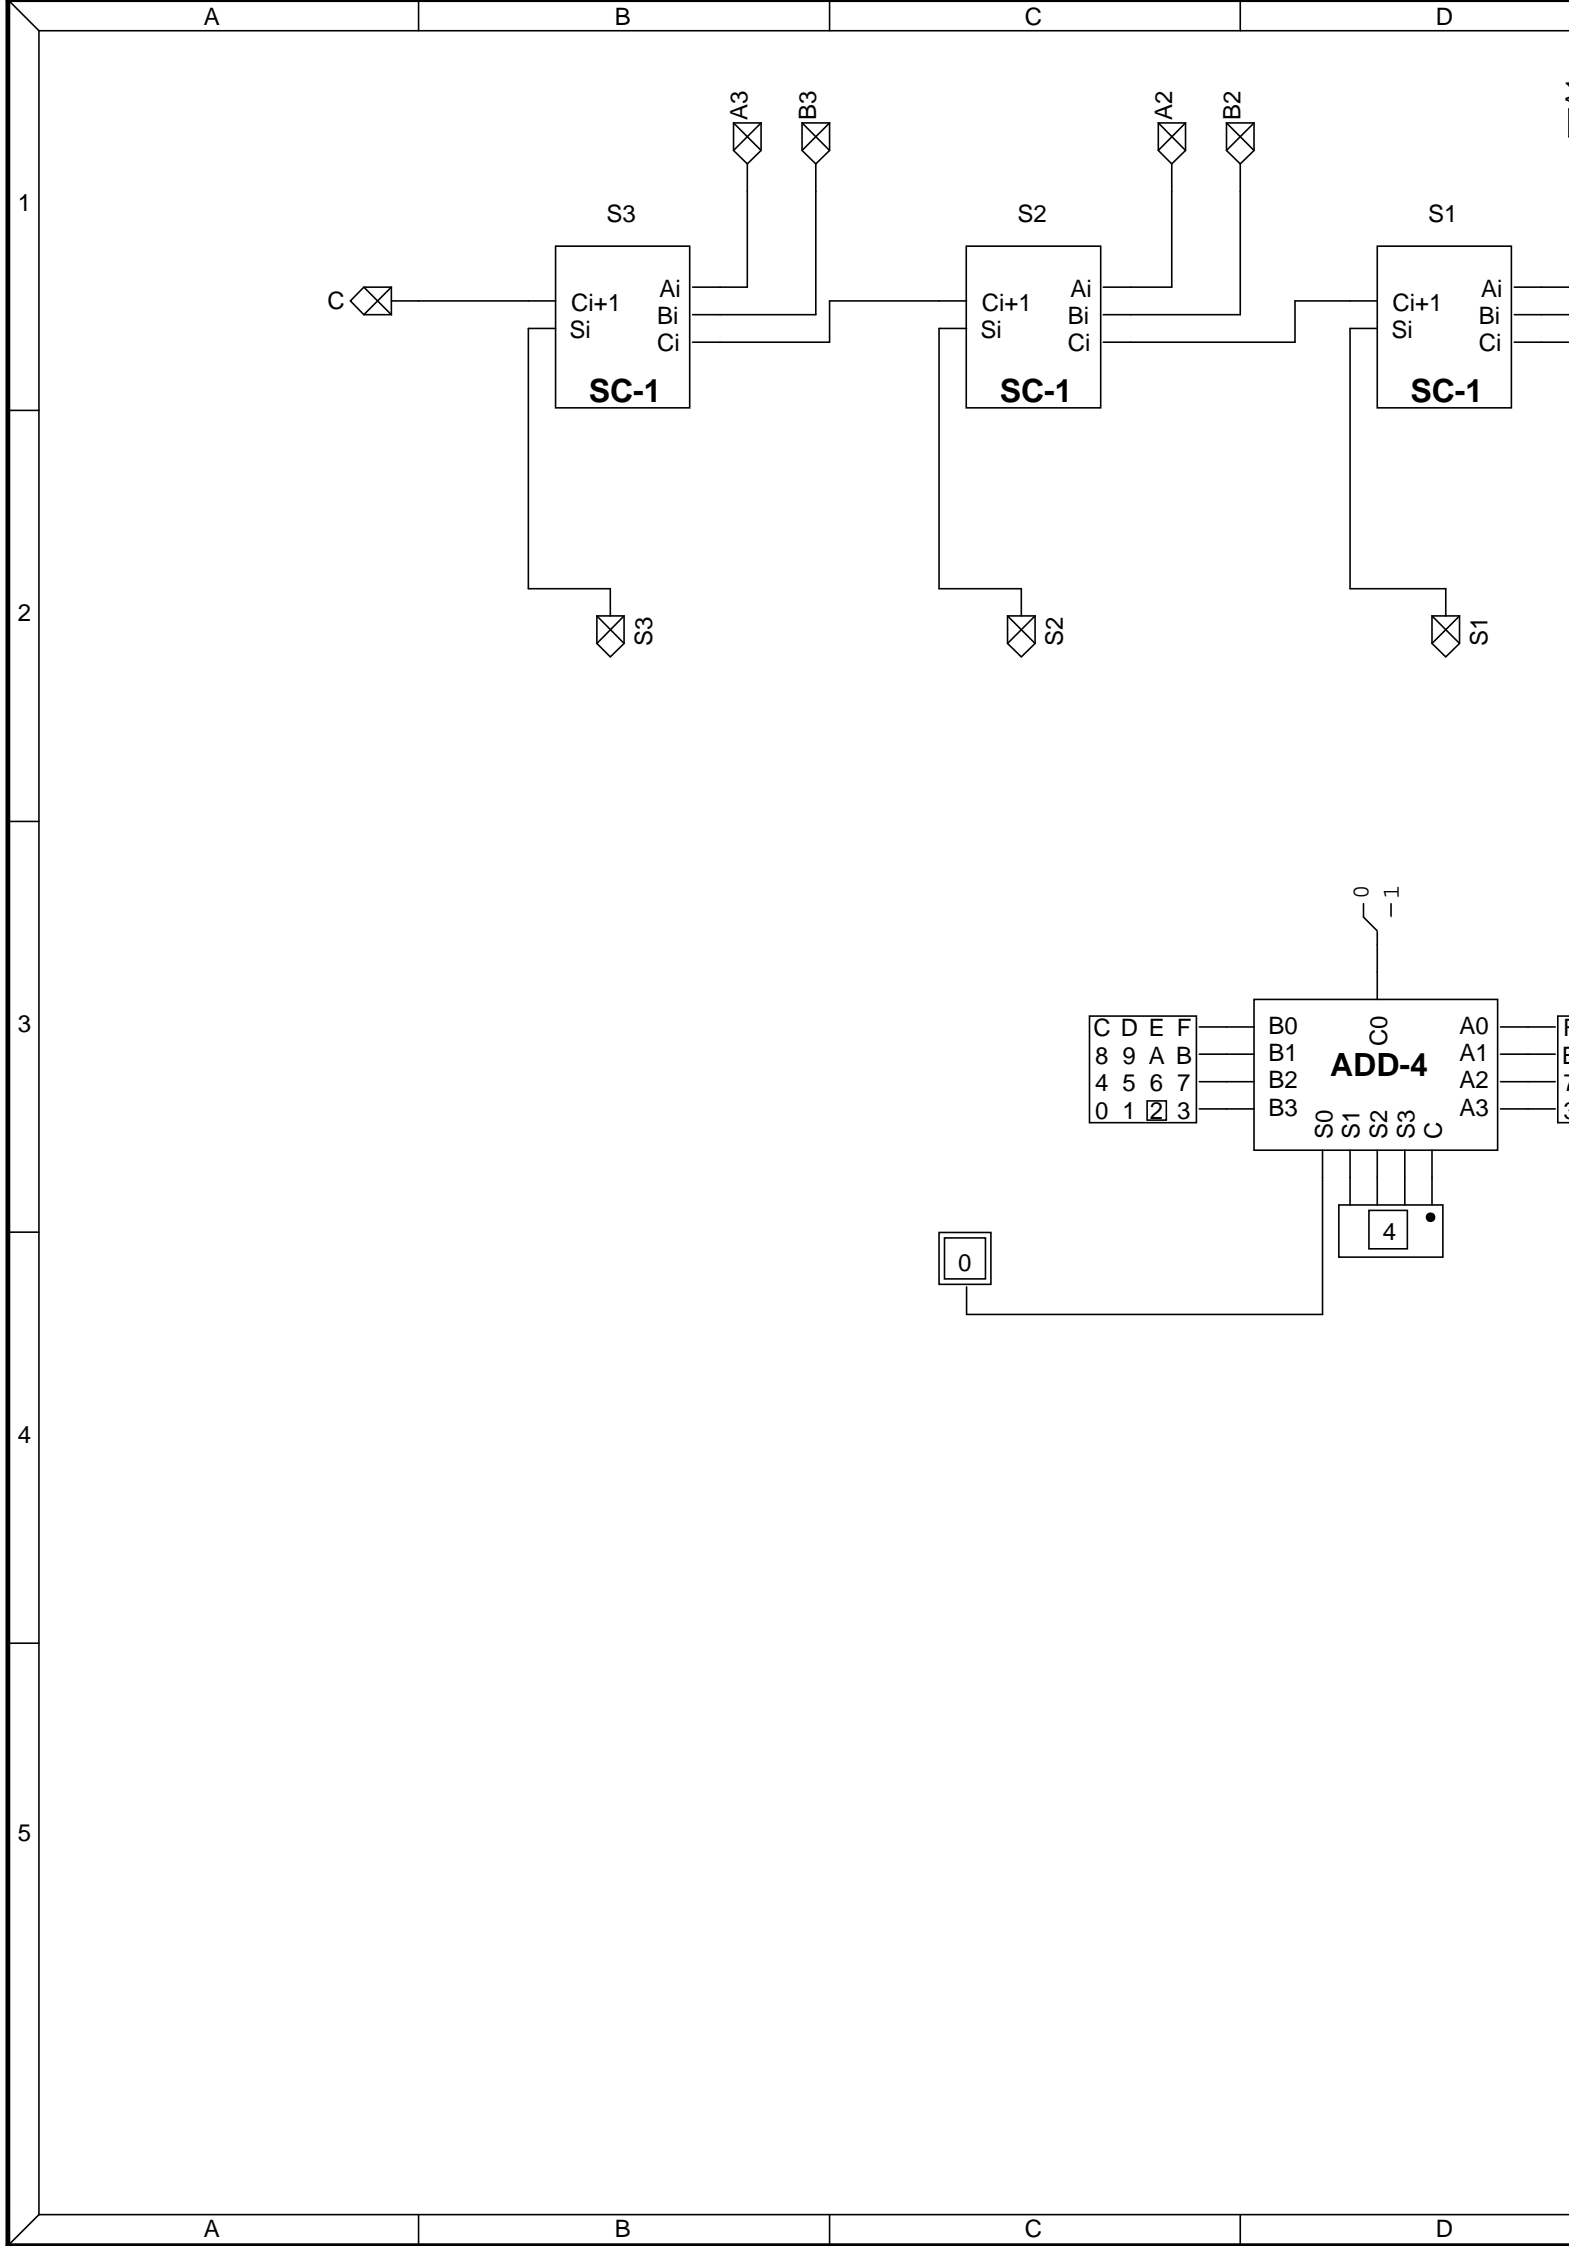 A B C D
A3 B3 A2 B2
1
S3 S2 S1
C
Ci+1 Ai
Si Bi
Ci
SC-1
Ci+1 Ai
Si Bi
Ci
SC-1
Ci+1 Ai
Si Bi
Ci
SC-1
2
S3 S2 S1
0 1
3
C D E F
8 9 A B
4 5 6 7
0 1 2 3
B0 C0 A0
B1 ADD-4 A1
B2 A2
B3 A3
S0 S1 S2 S3 C
4
0
4
5
A B C D